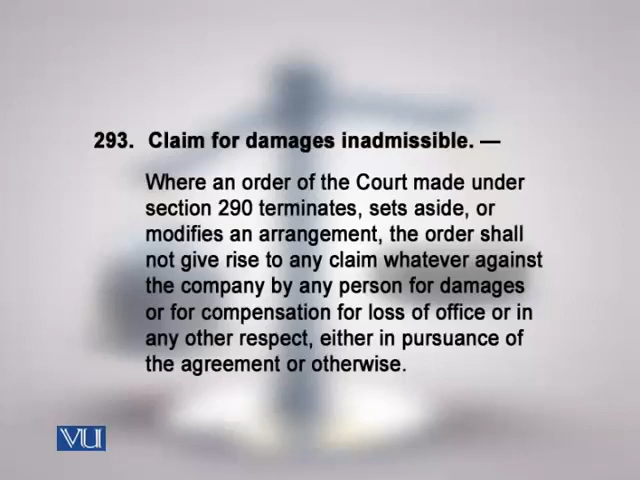 293. Claim for damages inadmissible. —
Where an order of the Court made under
section 290 terminates, sets aside, or
modifies an arrangement, the order shall
not give rise to any claim whatever against
the company by any person for damages
or for compensation for loss of office or in
any other respect, either in pursuance of
the agreement or otherwise.
VU